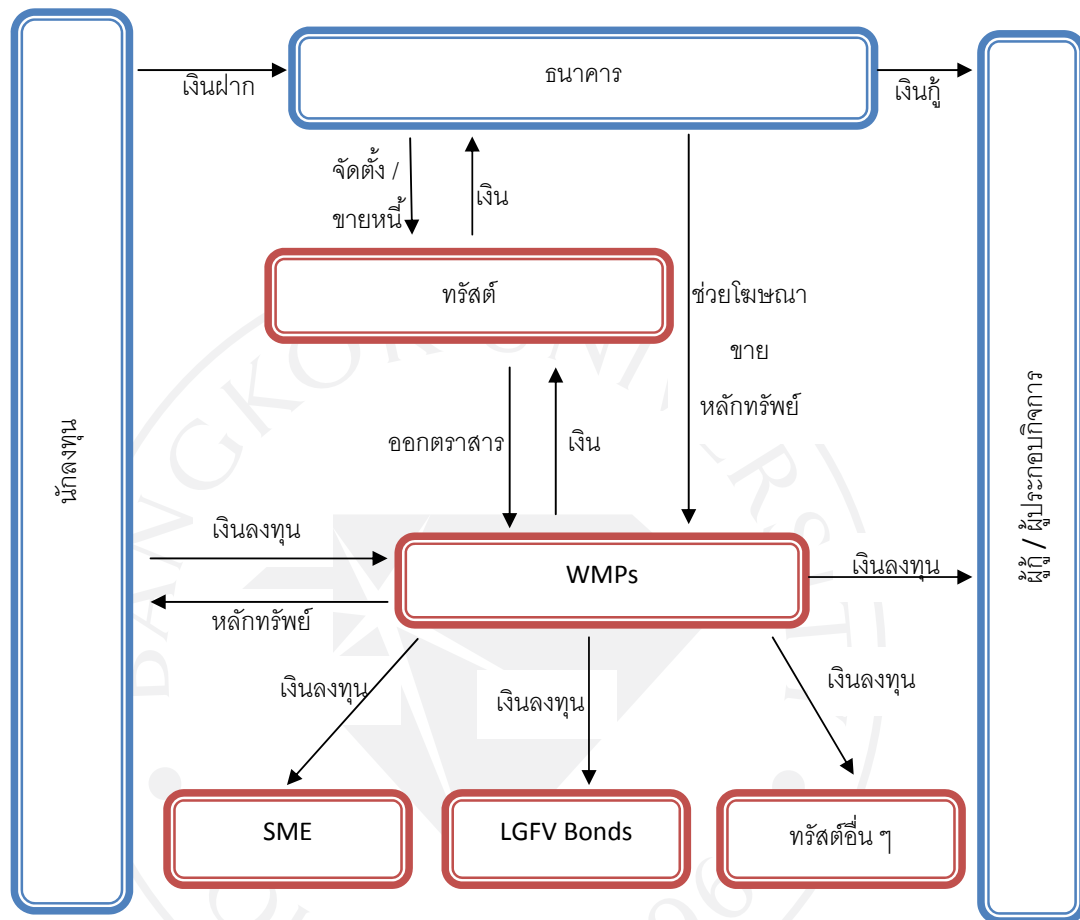 ธนาคาร
เงินฝาก
เงินกู้
จัดตั้ง /
ขายหนี้
เงิน
ทรัสต์
ช่วยโฆษณา
ขาย
หลักทรัพย์
ออกตราสาร
เงิน
นักลงทุน
ผู้กู้ / ผู้ประกอบกิจการ
เงินลงทุน
WMPs
เงินลงทุน
หลักทรัพย์
เงินลงทุน
เงินลงทุน
เงินลงทุน
SME
LGFV Bonds
ทรัสต์อื่น ๆ